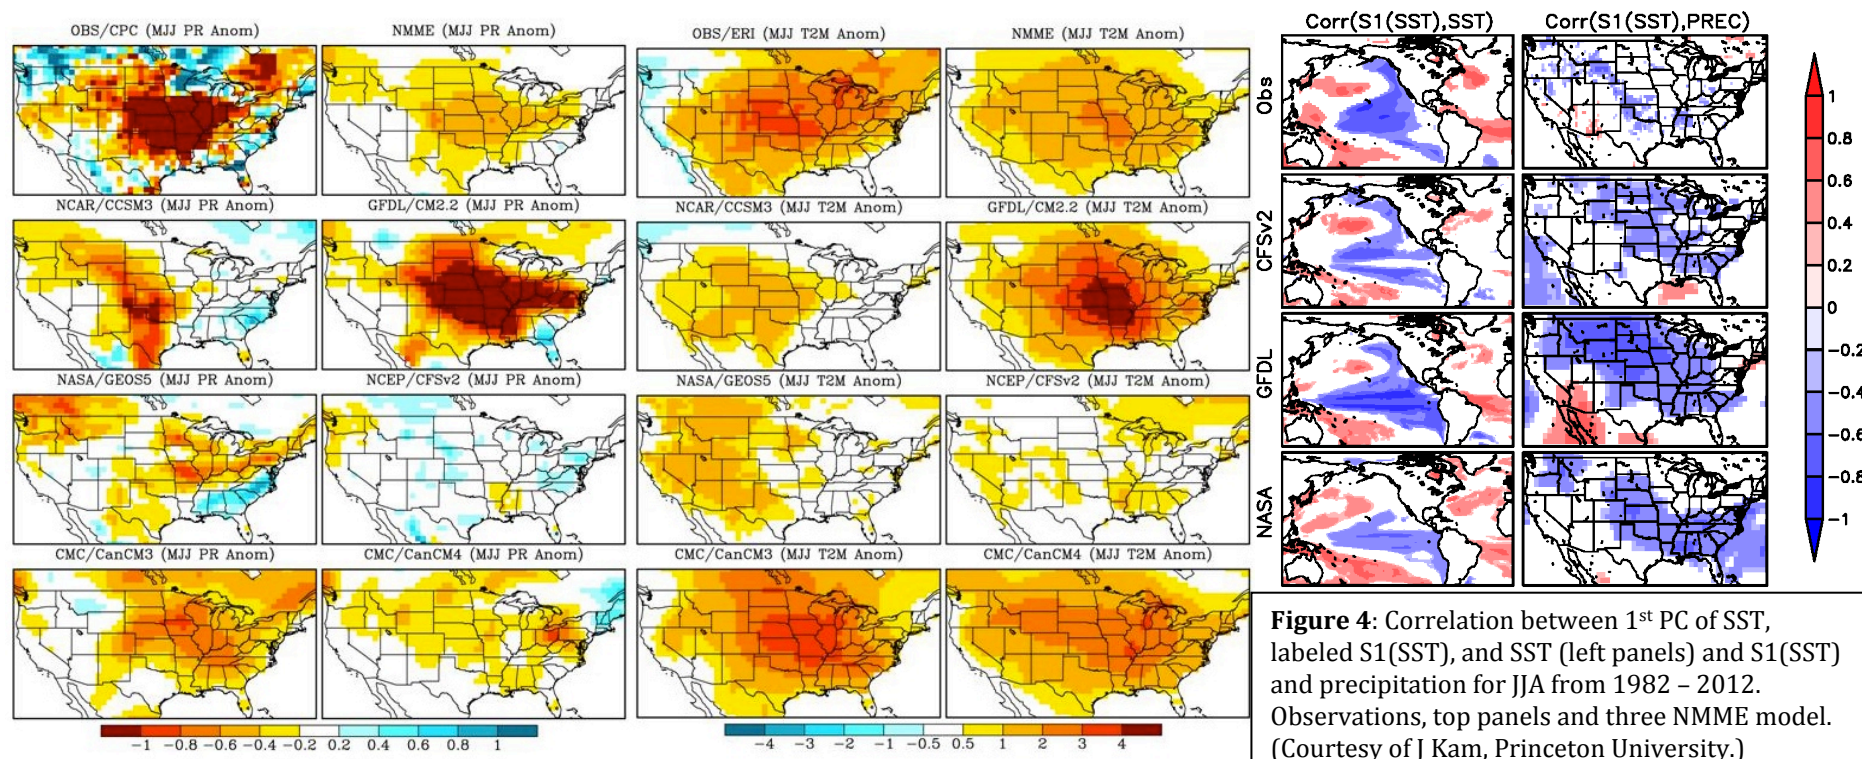 OBS/CPC (MJJ PR Anom)
NMME (MJJ PR Anom)
NCAR/CCSM3 (MJJ PR Anom)
GFDL/CM2.2 (MJJ PR Anom)
NASA/GEOS5 (MJJ PR Anom)
NCEP/CFSv2 (MJJ PR Anom)
CMC/CanCM3 (MJJ PR Anom)
CMC/CanCM4 (MJJ PR Anom)
−1 −0.8 −0.6 −0.4 −0.2 0.2 0.4 0.6 0.8 1
OBS/ERI (MJJ T2M Anom)
NMME (MJJ T2M Anom)
NCAR/CCSM3 (MJJ T2M Anom)
GFDL/CM2.2 (MJJ T2M Anom)
NASA/GEOS5 (MJJ T2M Anom)
NCEP/CFSv2 (MJJ T2M Anom)
CMC/CanCM3 (MJJ T2M Anom)
CMC/CanCM4 (MJJ T2M Anom)
−4 −3 −2 −1 −0.5 0.5 1 2 3 4
Corr(S1(SST),SST)
Corr(S1(SST),PREC)
Obs
CFSv2
GFDL
NASA
1
0.8
0.6
0.4
0.2
0
−0.2
−0.4
−0.6
−0.8
−1
Figure 4: Correlation between 1st PC of SST,
labeled S1(SST), and SST (left panels) and S1(SST)
and precipitation for JJA from 1982 – 2012.
Observations, top panels and three NMME model.
(Courtesy of J Kam, Princeton University.)